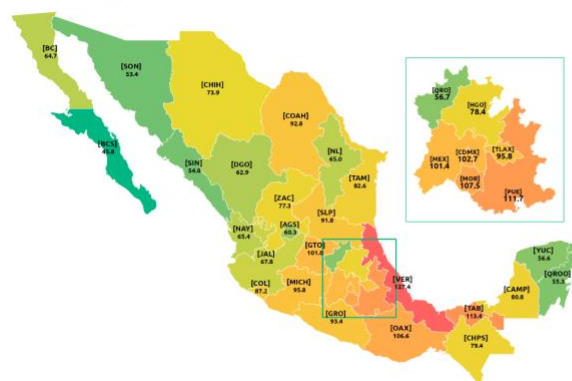 [BC]
64.7
[SON]
53.4
[CHIH]
73.9
[COAH]
92.8
[BCS]
45.8
[SIN]
54.8
[DGO]
62.9
[NL]
65.0
[TAM]
82.6
[ZAC]
77.3
[SLP]
91.8
[NAY]
65.4
[AGS]
60.3
[JAL]
67.8
[GTO]
101.0
[COL]
87.2
[MICH]
95.8
[GRO]
93.4
[VER]
127.4
[OAX]
106.6
[TAB]
113.4
[CHPS]
79.4
[CAMP]
80.8
[YUC]
56.6
[QROO]
55.3
[QRO]
56.7
[HGO]
78.4
[MEX]
101.4
[CDMX]
102.7
[TLAX]
95.8
[MOR]
107.5
[PUE]
111.7